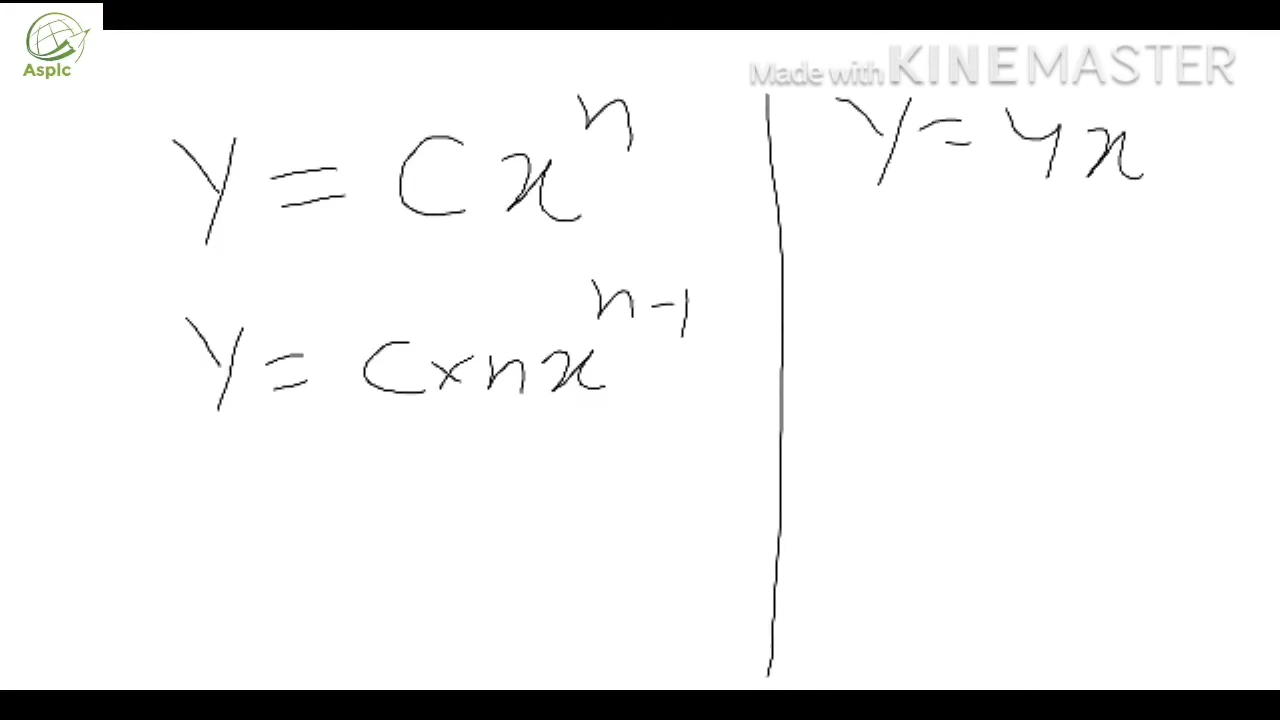 Asplc
Made with KINEMASTER
y = Cx^n
y = C×nx^{n-1}
y = 4x